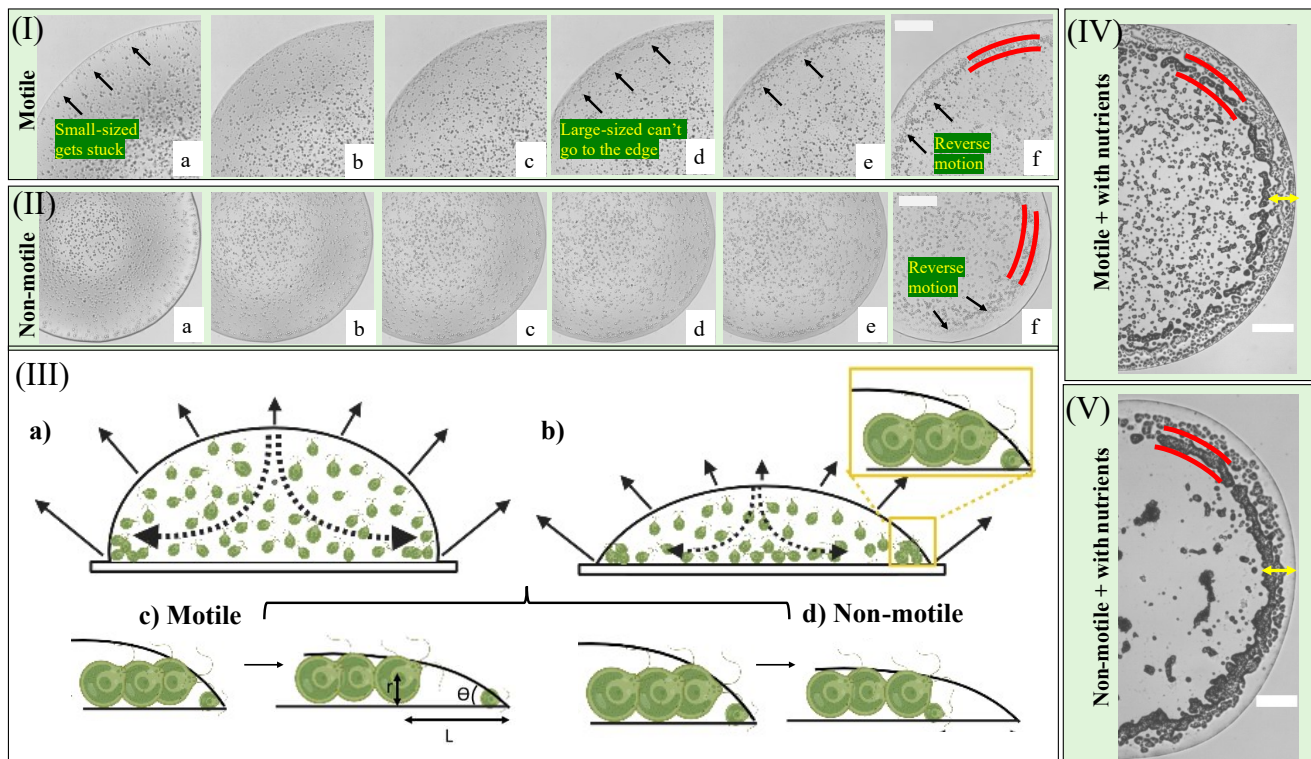 (I)
Motile
Small-sized
gets stuck
a
b
c
Large-sized can't
go to the edge
d
e
Reverse
motion
f
(II)
Non-motile
a
b
c
d
e
Reverse
motion
f
(III)
a)
b)
c) Motile
d) Non-motile
r
Θ
L
(IV)
Motile + with nutrients
(V)
Non-motile + with nutrients